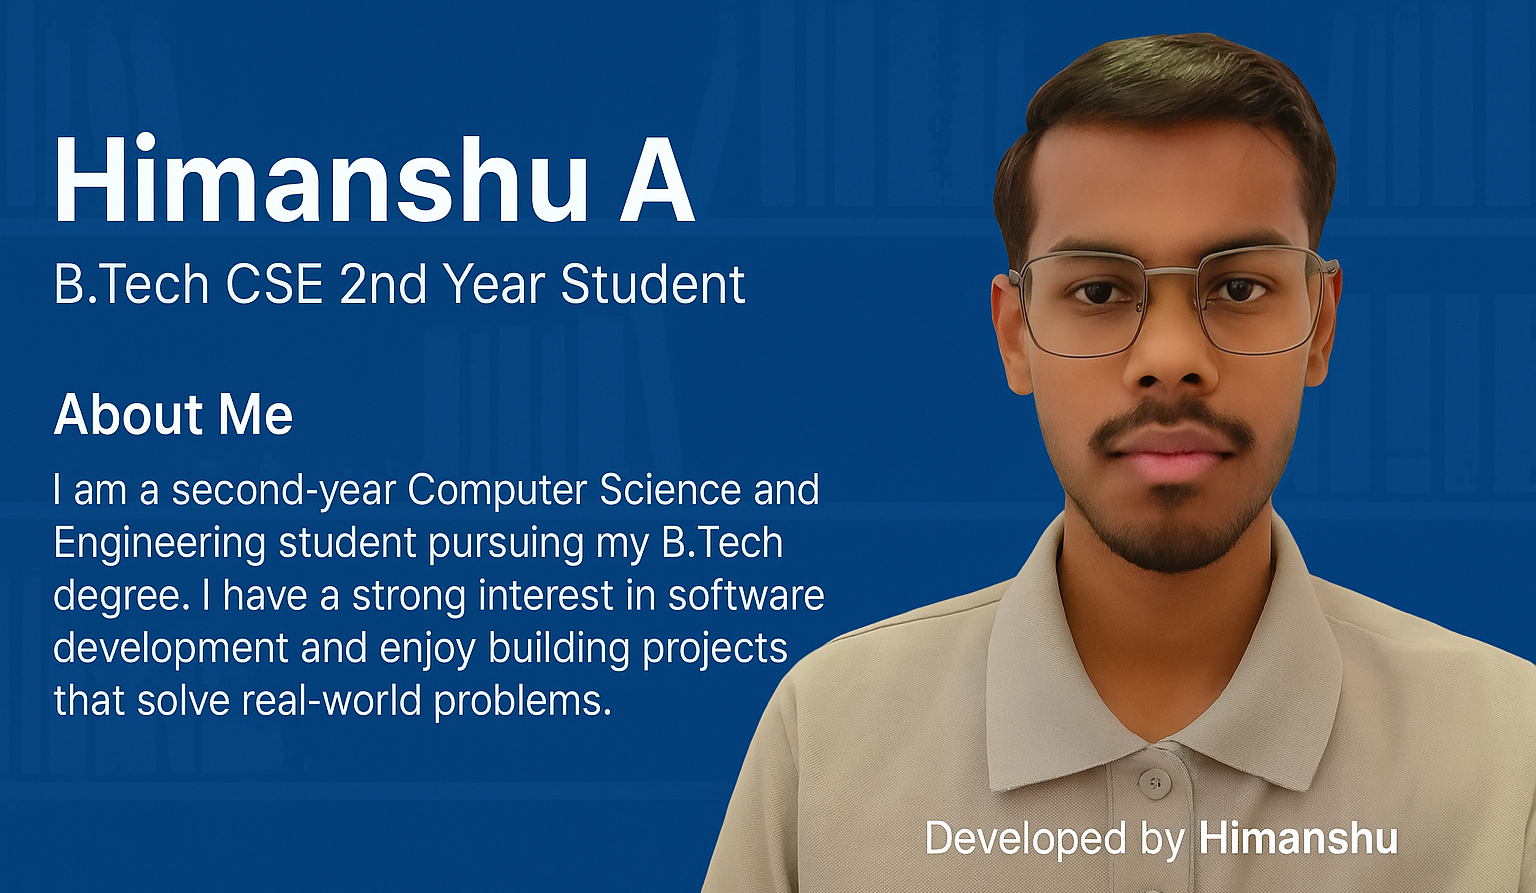 Himanshu A
B.Tech CSE 2nd Year Student
About Me
I am a second-year Computer Science and
Engineering student pursuing my B.Tech
degree. I have a strong interest in software
development and enjoy building projects
that solve real-world problems.
Developed by Himanshu